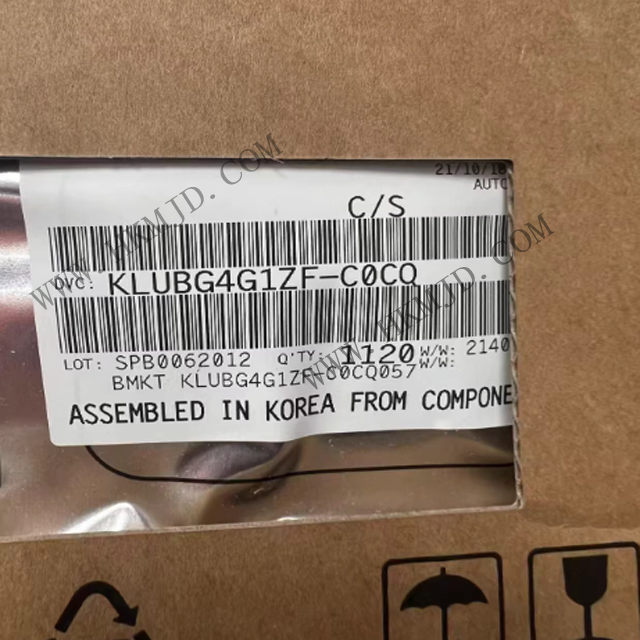 21/10/18
AUTO
C/S
DVC: KLUBG4G1ZF-C0CQ
LOT: SPB0062012 Q'TY: 1120 W/W: 2140
W/W:
BMKT KLUBG4G1ZF-C0CQ057
ASSEMBLED IN KOREA FROM COMPONE
WWW.HKMJD.COM
WWW.HKMJD.COM